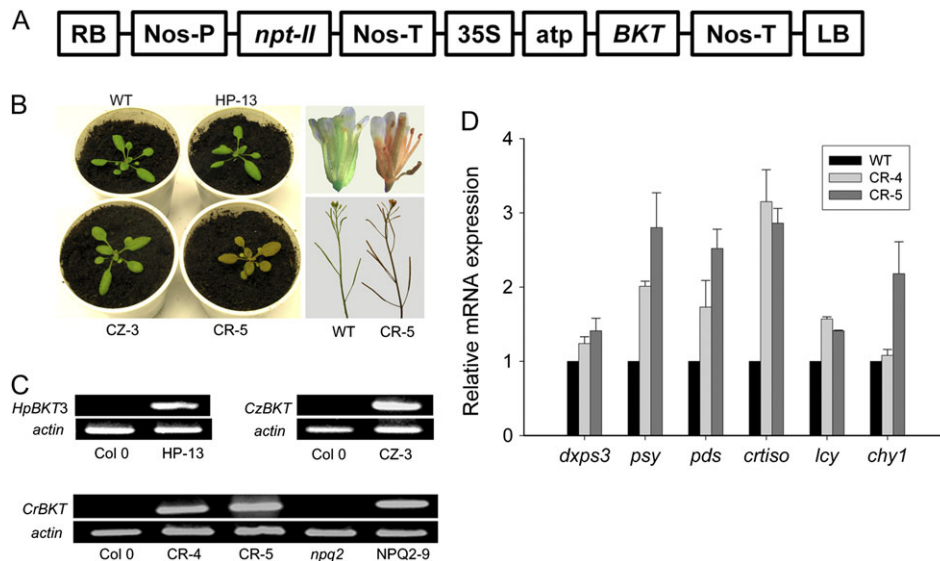 A
RB Nos-P npt-II Nos-T 35S atp BKT Nos-T LB
B
WT HP-13
CZ-3 CR-5
WT CR-5
C
HpBKT3
actin
Col 0 HP-13
CzBKT
actin
Col 0 CZ-3
CrBKT
actin
Col 0 CR-4 CR-5 npq2 NPQ2-9
D
Relative mRNA expression
4
3
2
1
0
WT
CR-4
CR-5
dxps3 psy pds crtiso lcy chy1